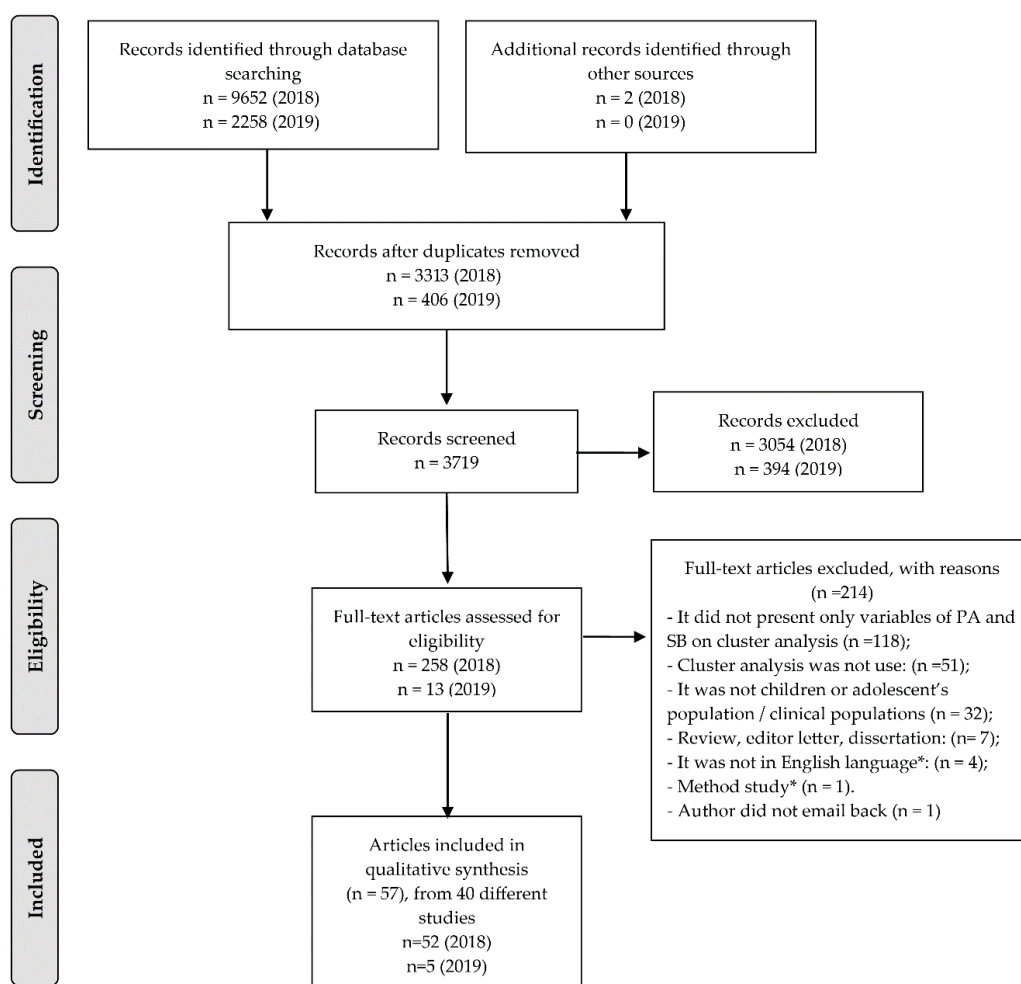 Identification
Records identified through database
searching
n = 9652 (2018)
n = 2258 (2019)
Additional records identified through
other sources
n = 2 (2018)
n = 0 (2019)
Records after duplicates removed
n = 3313 (2018)
n = 406 (2019)
Screening
Records screened
n = 3719
Records excluded
n = 3054 (2018)
n = 394 (2019)
Eligibility
Full-text articles assessed for
eligibility
n = 258 (2018)
n = 13 (2019)
Full-text articles excluded, with reasons
(n =214)
- It did not present only variables of PA and
SB on cluster analysis (n =118);
- Cluster analysis was not use: (n =51);
- It was not children or adolescent's
population / clinical populations (n = 32);
- Review, editor letter, dissertation: (n= 7);
- It was not in English language*: (n = 4);
- Method study* (n = 1).
- Author did not email back (n = 1)
Included
Articles included in
qualitative synthesis
(n = 57), from 40 different
studies
n=52 (2018)
n=5 (2019)